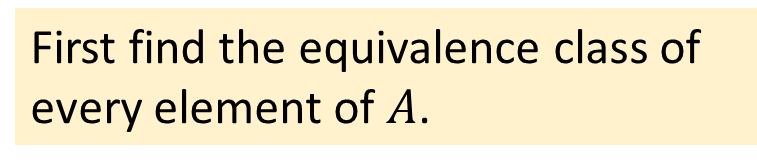 First find the equivalence class of
every element of A.